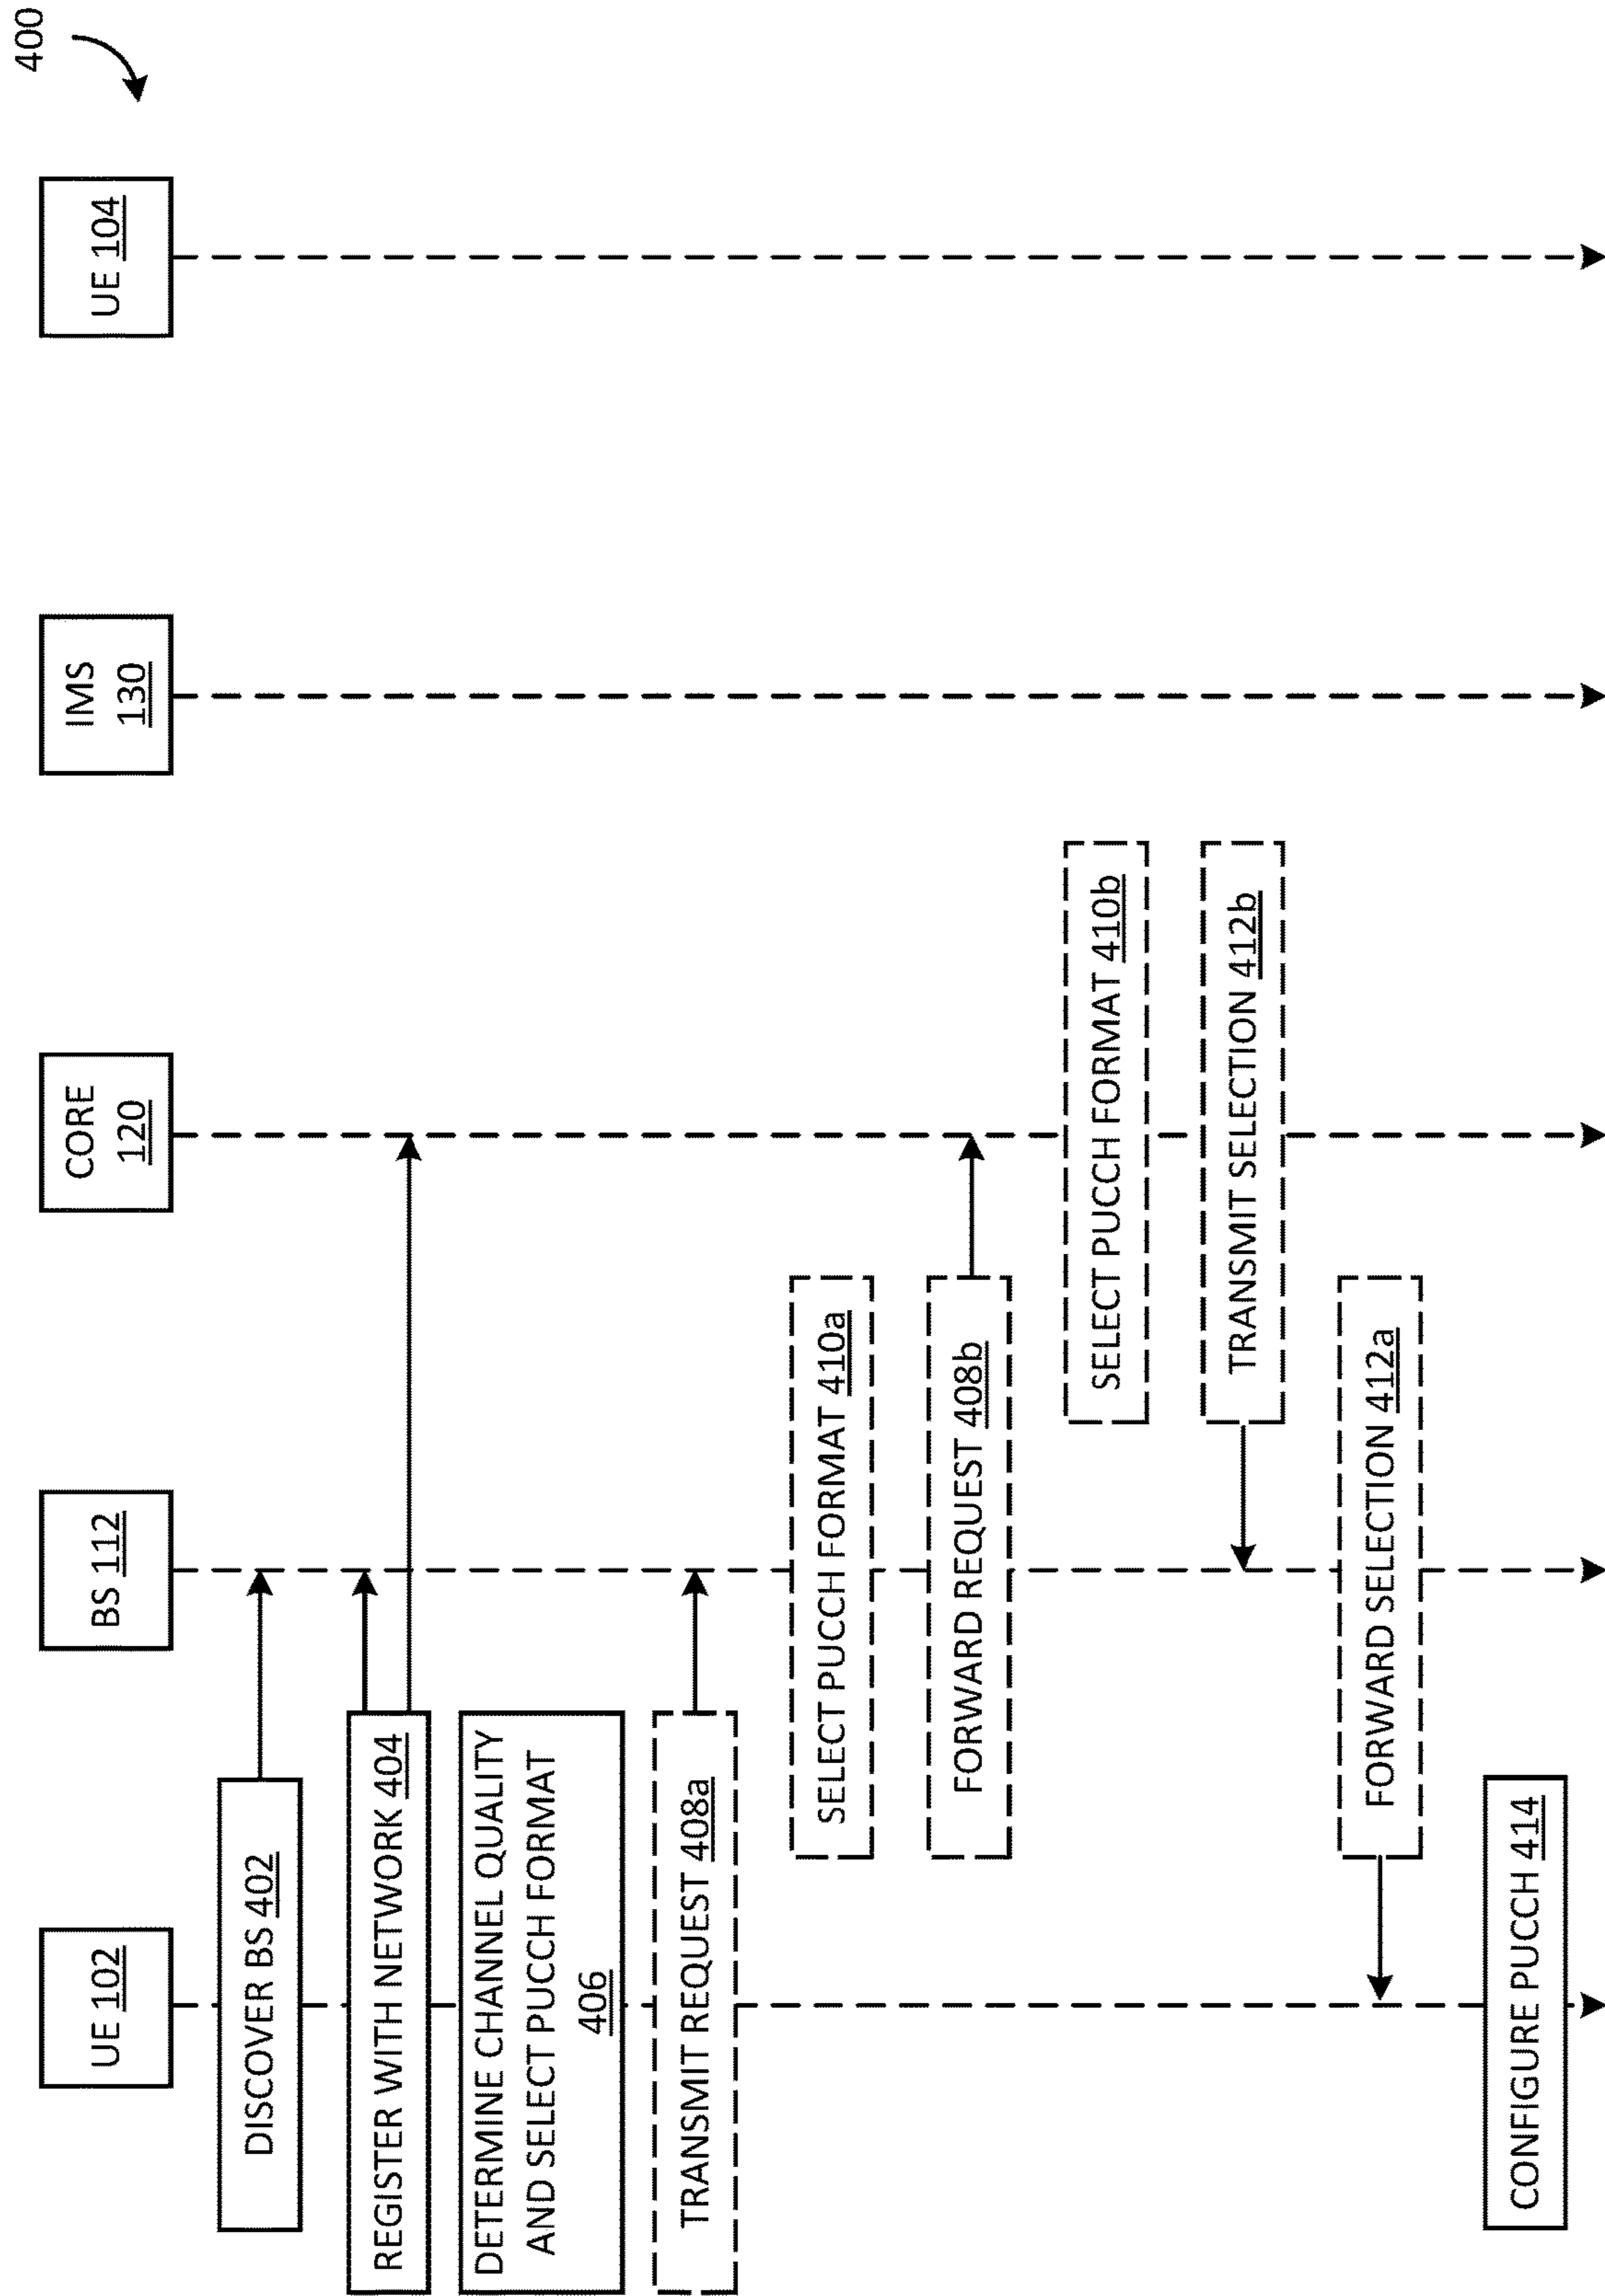 400
UE 102
BS 112
CORE
120
IMS
130
UE 104
DISCOVER BS 402
REGISTER WITH NETWORK 404
DETERMINE CHANNEL QUALITY
AND SELECT PUCCH FORMAT
406
TRANSMIT REQUEST 408a
SELECT PUCCH FORMAT 410a
FORWARD REQUEST 408b
SELECT PUCCH FORMAT 410b
TRANSMIT SELECTION 412b
FORWARD SELECTION 412a
CONFIGURE PUCCH 414